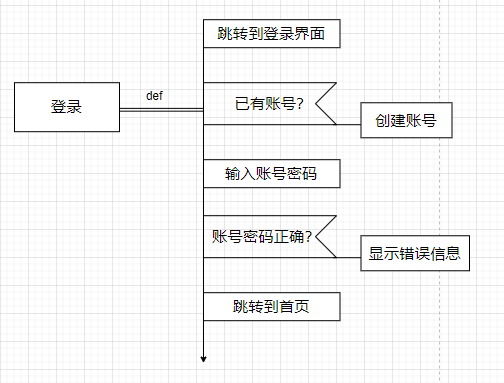 跳转到登录界面
登录
def
已有账号？
创建账号
输入账号密码
账号密码正确？
显示错误信息
跳转到首页